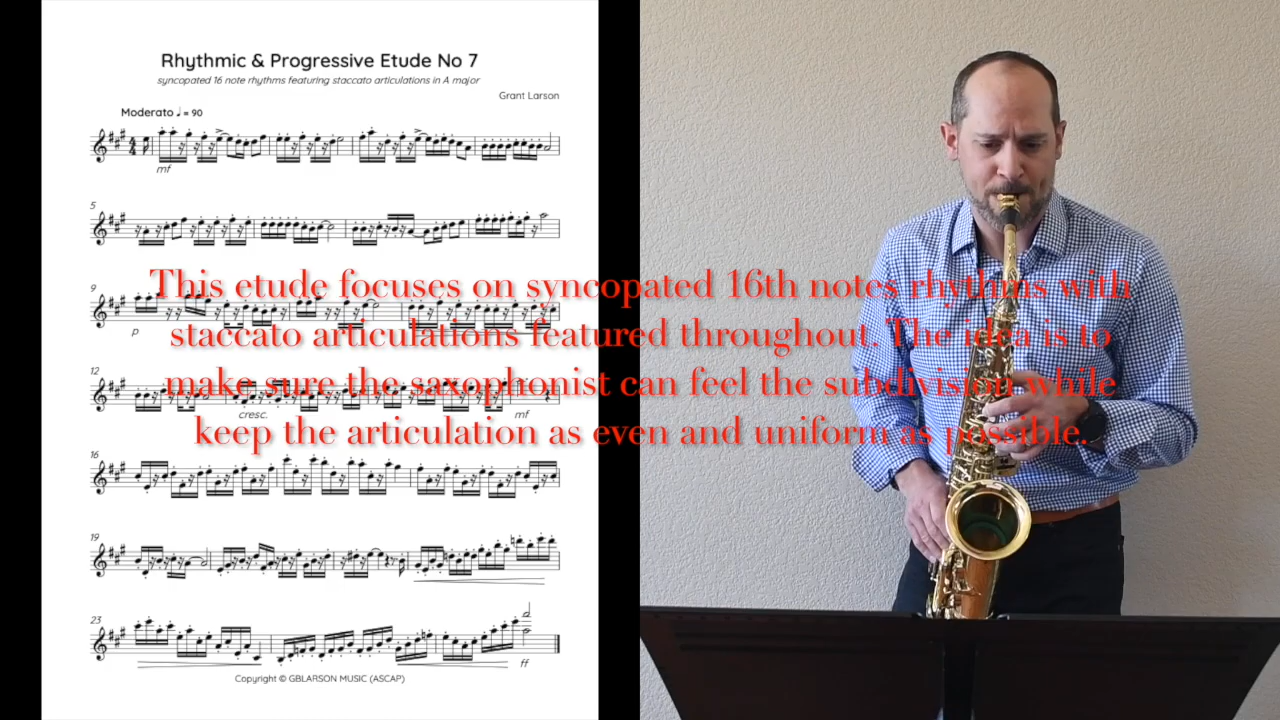 Rhythmic & Progressive Etude No 7
syncopated 16 note rhythms featuring staccato articulations in A major
Grant Larson
Moderato ♩ = 90
mf
5
This etude focuses on syncopated 16th notes rhythms with
9
p
staccato articulations featured throughout. The idea is to
12
make sure the saxophonist can feel the subdivision while
cresc.
mf
keep the articulation as even and uniform as possible.
16
19
23
ff
Copyright © GBLARSON MUSIC (ASCAP)